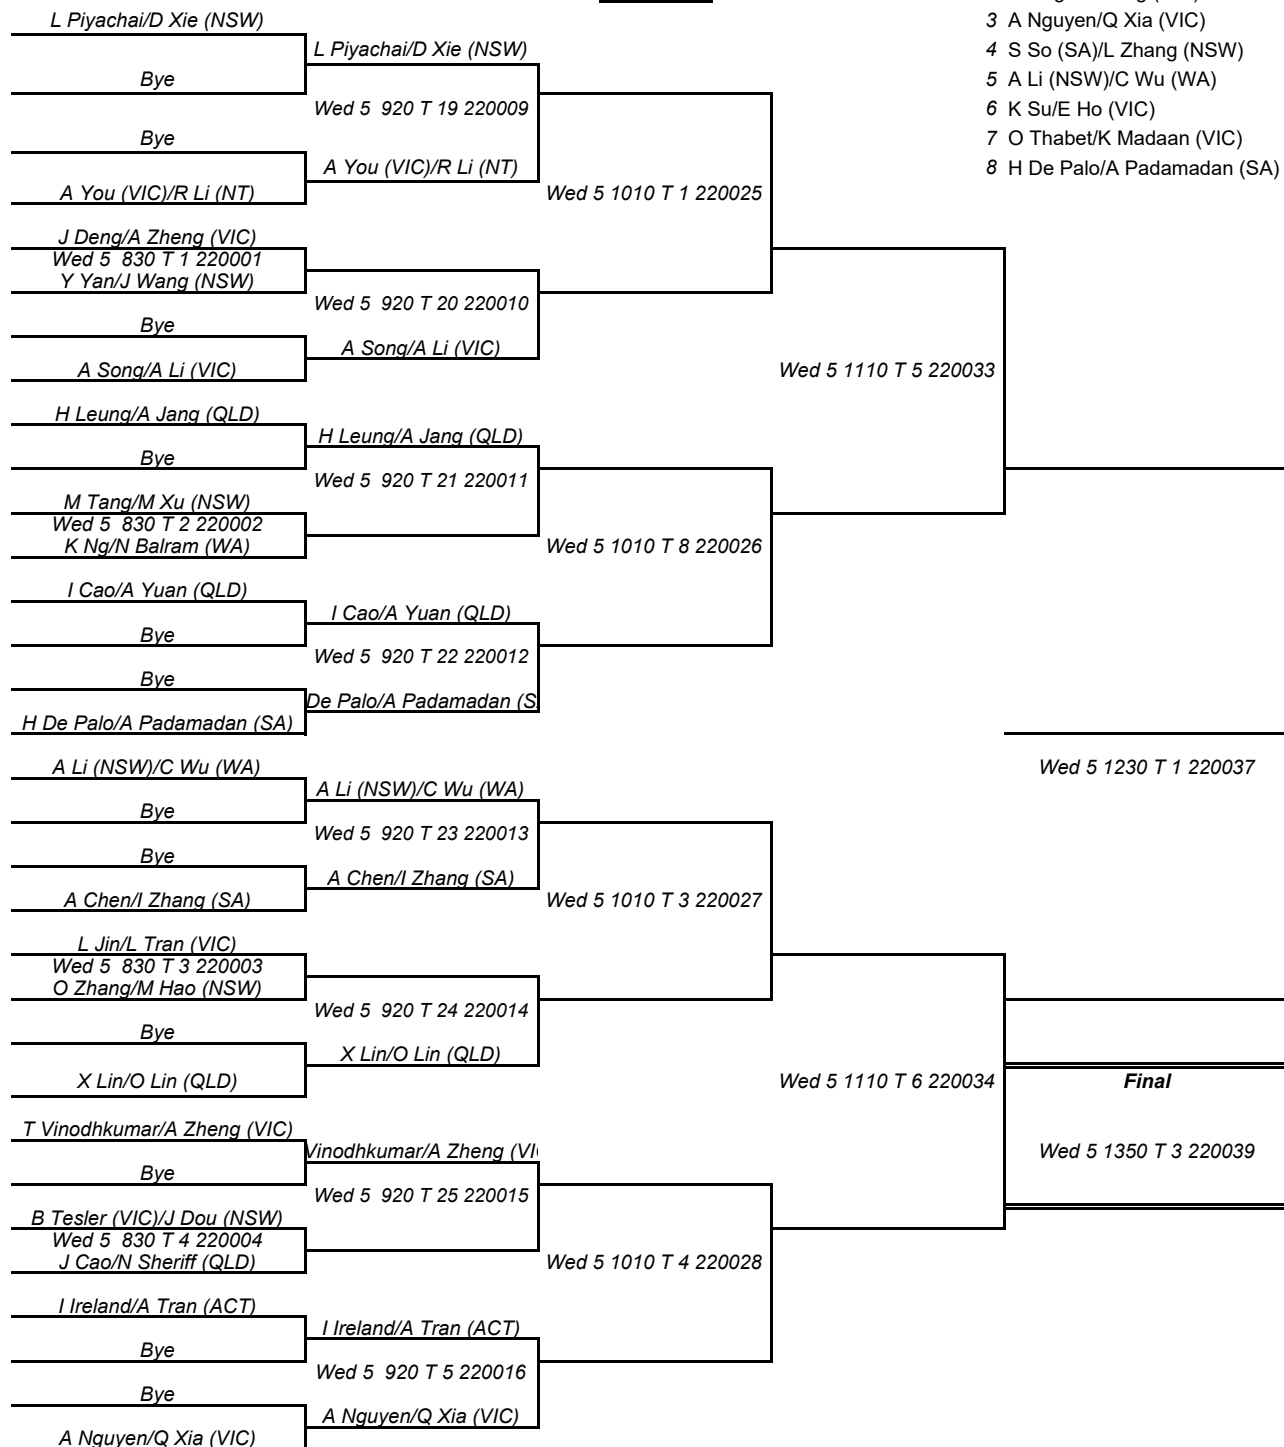 L Piyachai/D Xie (NSW)
Bye
Bye
A You (VIC)/R Li (NT)
J Deng/A Zheng (VIC)
Wed 5 830 T 1 220001
Y Yan/J Wang (NSW)
Bye
A Song/A Li (VIC)
H Leung/A Jang (QLD)
Bye
M Tang/M Xu (NSW)
Wed 5 830 T 2 220002
K Ng/N Balram (WA)
I Cao/A Yuan (QLD)
Bye
Bye
H De Palo/A Padamadan (SA)
A Li (NSW)/C Wu (WA)
Bye
Bye
A Chen/I Zhang (SA)
L Jin/L Tran (VIC)
Wed 5 830 T 3 220003
O Zhang/M Hao (NSW)
Bye
X Lin/O Lin (QLD)
T Vinodhkumar/A Zheng (VIC)
Bye
B Tesler (VIC)/J Dou (NSW)
Wed 5 830 T 4 220004
J Cao/N Sheriff (QLD)
I Ireland/A Tran (ACT)
Bye
Bye
A Nguyen/Q Xia (VIC)
L Piyachai/D Xie (NSW)
Wed 5 920 T 19 220009
A You (VIC)/R Li (NT)
Wed 5 920 T 20 220010
A Song/A Li (VIC)
H Leung/A Jang (QLD)
Wed 5 920 T 21 220011
I Cao/A Yuan (QLD)
Wed 5 920 T 22 220012
De Palo/A Padamadan (S
A Li (NSW)/C Wu (WA)
Wed 5 920 T 23 220013
A Chen/I Zhang (SA)
Wed 5 920 T 24 220014
X Lin/O Lin (QLD)
Vinodhkumar/A Zheng (VI
Wed 5 920 T 25 220015
I Ireland/A Tran (ACT)
Wed 5 920 T 5 220016
A Nguyen/Q Xia (VIC)
Wed 5 1010 T 1 220025
Wed 5 1010 T 8 220026
Wed 5 1010 T 3 220027
Wed 5 1010 T 4 220028
Wed 5 1110 T 5 220033
Wed 5 1110 T 6 220034
3 A Nguyen/Q Xia (VIC)
4 S So (SA)/L Zhang (NSW)
5 A Li (NSW)/C Wu (WA)
6 K Su/E Ho (VIC)
7 O Thabet/K Madaan (VIC)
8 H De Palo/A Padamadan (SA)
Wed 5 1230 T 1 220037
Final
Wed 5 1350 T 3 220039